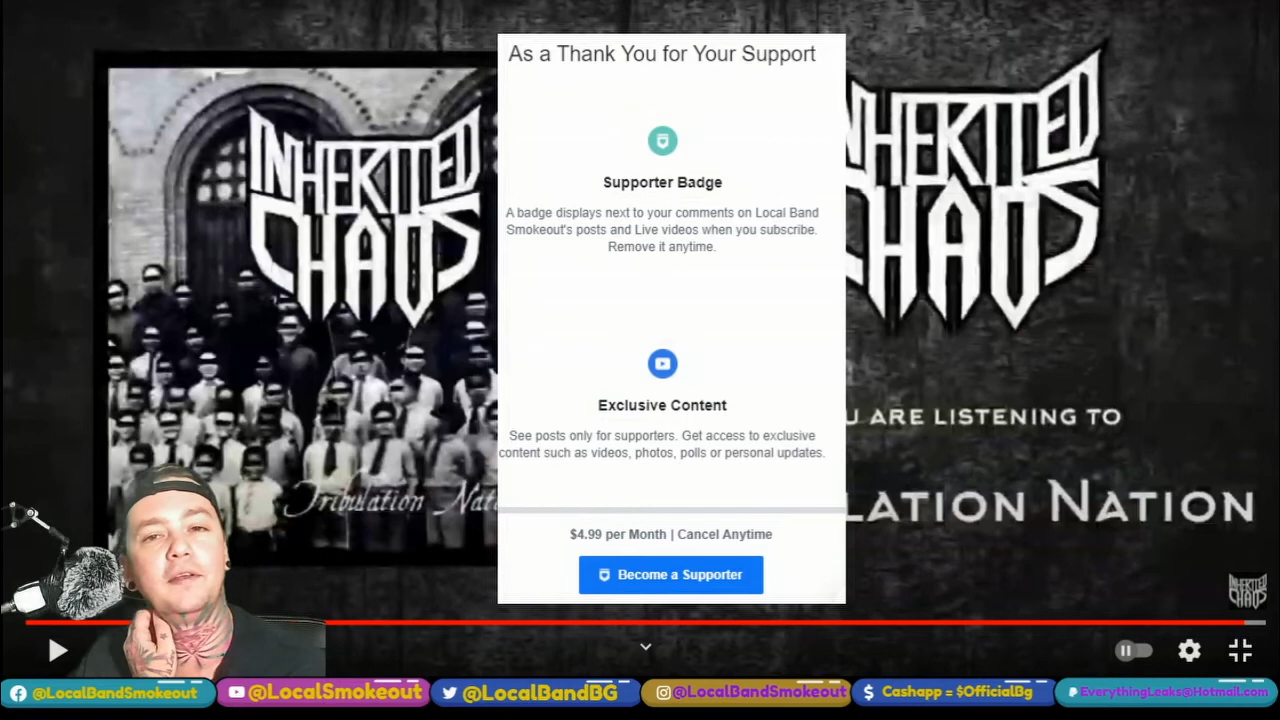 INHERITED
CHAOS
Tribulation Nat
As a Thank You for Your Support
Supporter Badge
A badge displays next to your comments on Local Band
Smokeout's posts and Live videos when you subscribe.
Remove it anytime.
Exclusive Content
See posts only for supporters. Get access to exclusive
content such as videos, photos, polls or personal updates.
$4.99 per Month | Cancel Anytime
Become a Supporter
NHERITED
CHAOS
U ARE LISTENING TO
LATION NATION
INHERITED
CHAOS
@LocalBandSmokeout
@LocalSmokeout
@LocalBandBG
@LocalBandSmokeout
Cashapp = $OfficialBg
EverythingLeaks@Hotmail.com